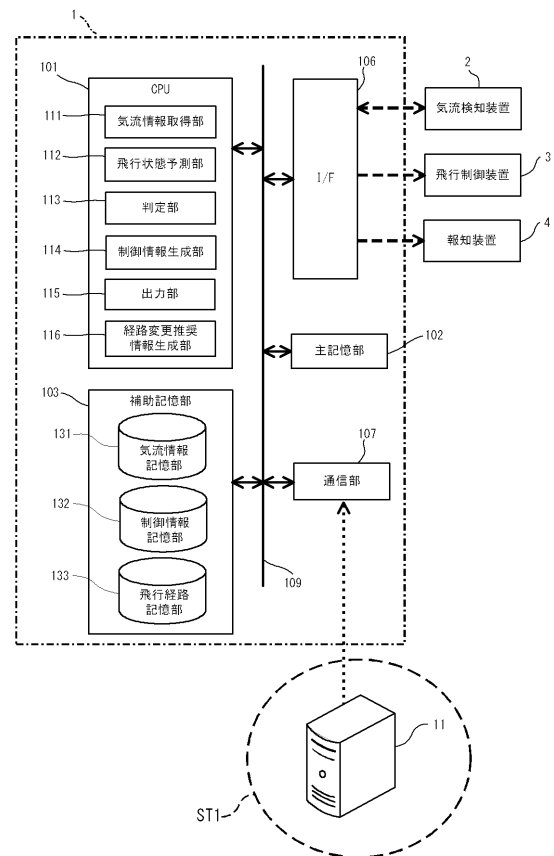 1
101
CPU
111
気流情報取得部
112
飛行状態予測部
113
判定部
114
制御情報生成部
115
出力部
116
経路変更推奨
情報生成部
103
補助記憶部
131
気流情報
記憶部
132
制御情報
記憶部
133
飛行経路
記憶部
106
I/F
2
気流検知装置
3
飛行制御装置
4
報知装置
主記憶部
102
107
通信部
109
11
ST1